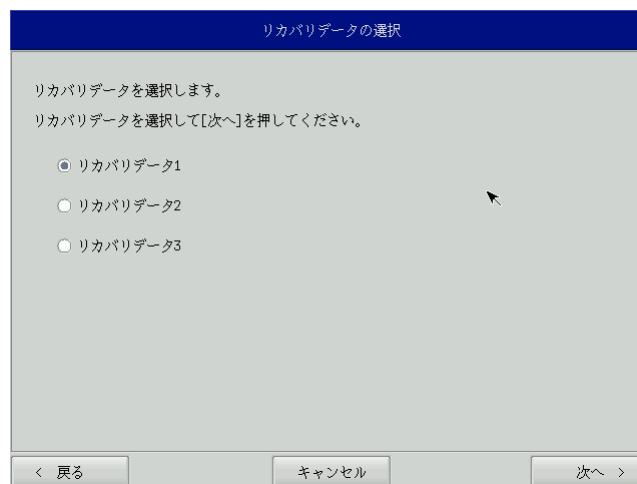 リカバリデータの選択
リカバリデータを選択します。
リカバリデータを選択して[次へ]を押してください。
リカバリデータ1
リカバリデータ2
リカバリデータ3
< 戻る
キャンセル
次へ >